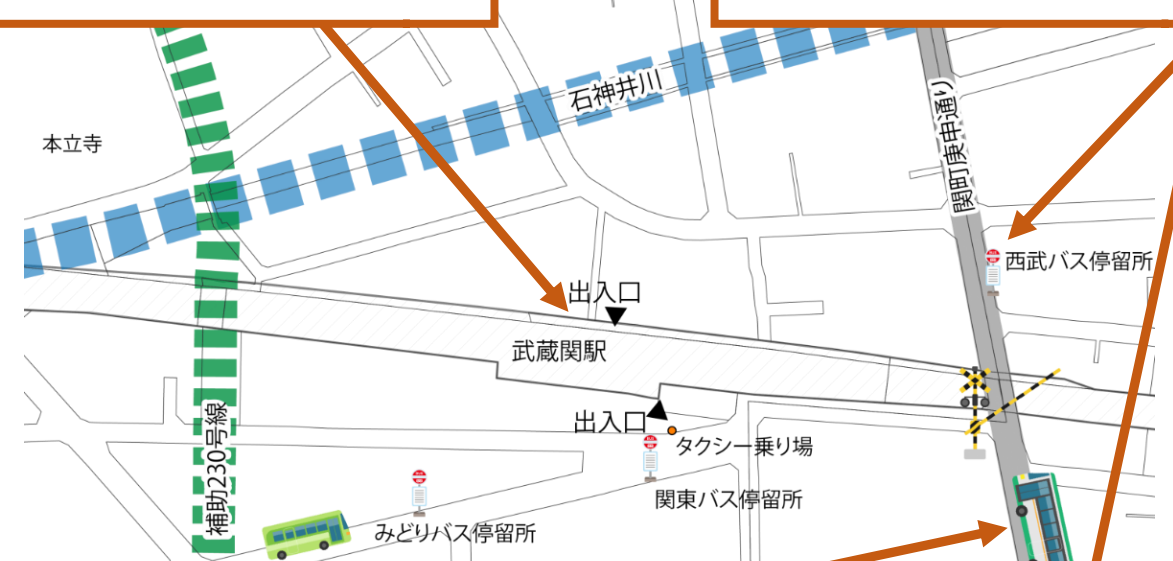 石神井川
関町庚申通り
本立寺
西武バス停留所
出入口
武蔵関駅
出入口
タクシー乗り場
補助230号線
関東バス停留所
みどりバス停留所